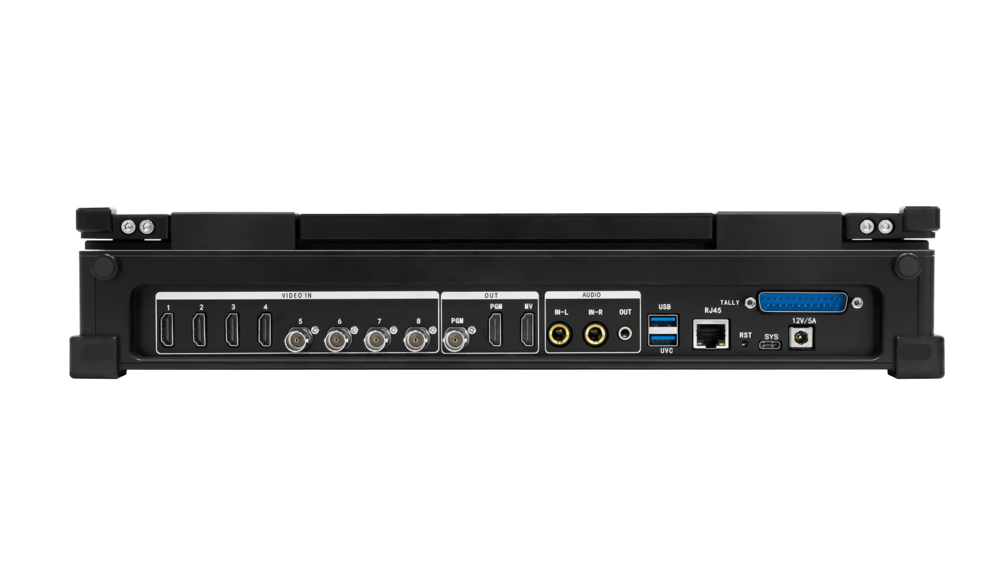 VIDEO IN
1 2 3 4 5 6 7 8
OUT
PGM PGM MV
AUDIO
IN-L IN-R OUT
USB
UVC
RJ45
TALLY
RST
SYS
12V/5A